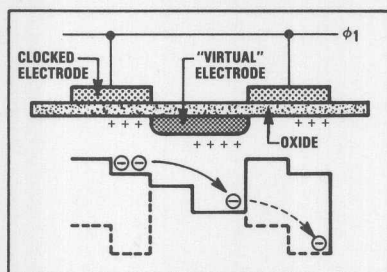 ϕ1
CLOCKED
ELECTRODE
"VIRTUAL"
ELECTRODE
+ + +
+ + + +
+ + +
OXIDE
⊖ ⊖
⊖
⊖